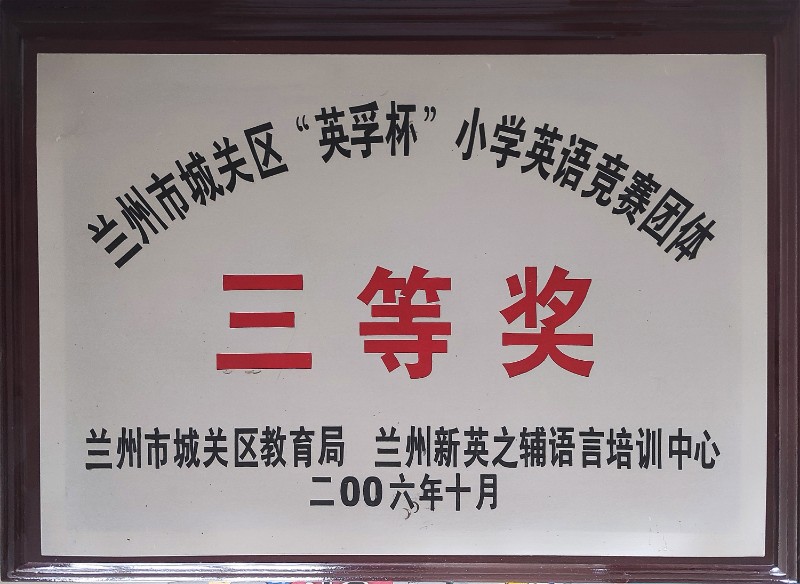 兰州市城关区“英孚杯”小学英语竞赛团体
三等奖
兰州市城关区教育局 兰州新英之辅语言培训中心
二00六年十月